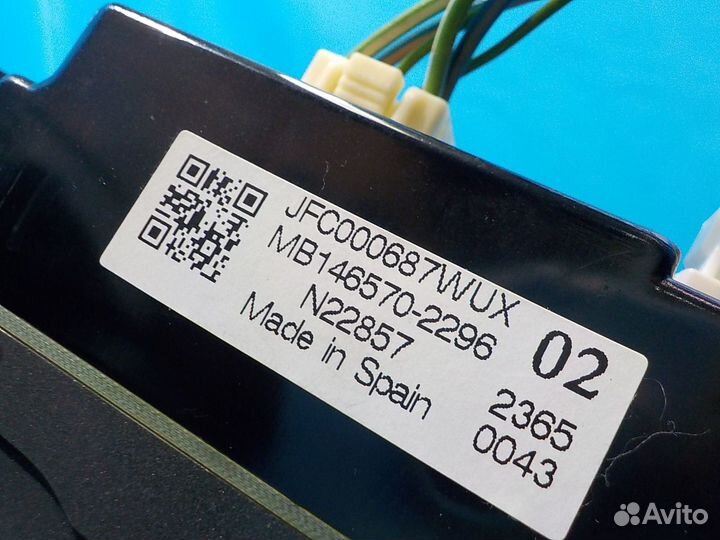 JFC000687WUX
MB146570-2296
N22857
Made in Spain
02
2365
0043
Avito